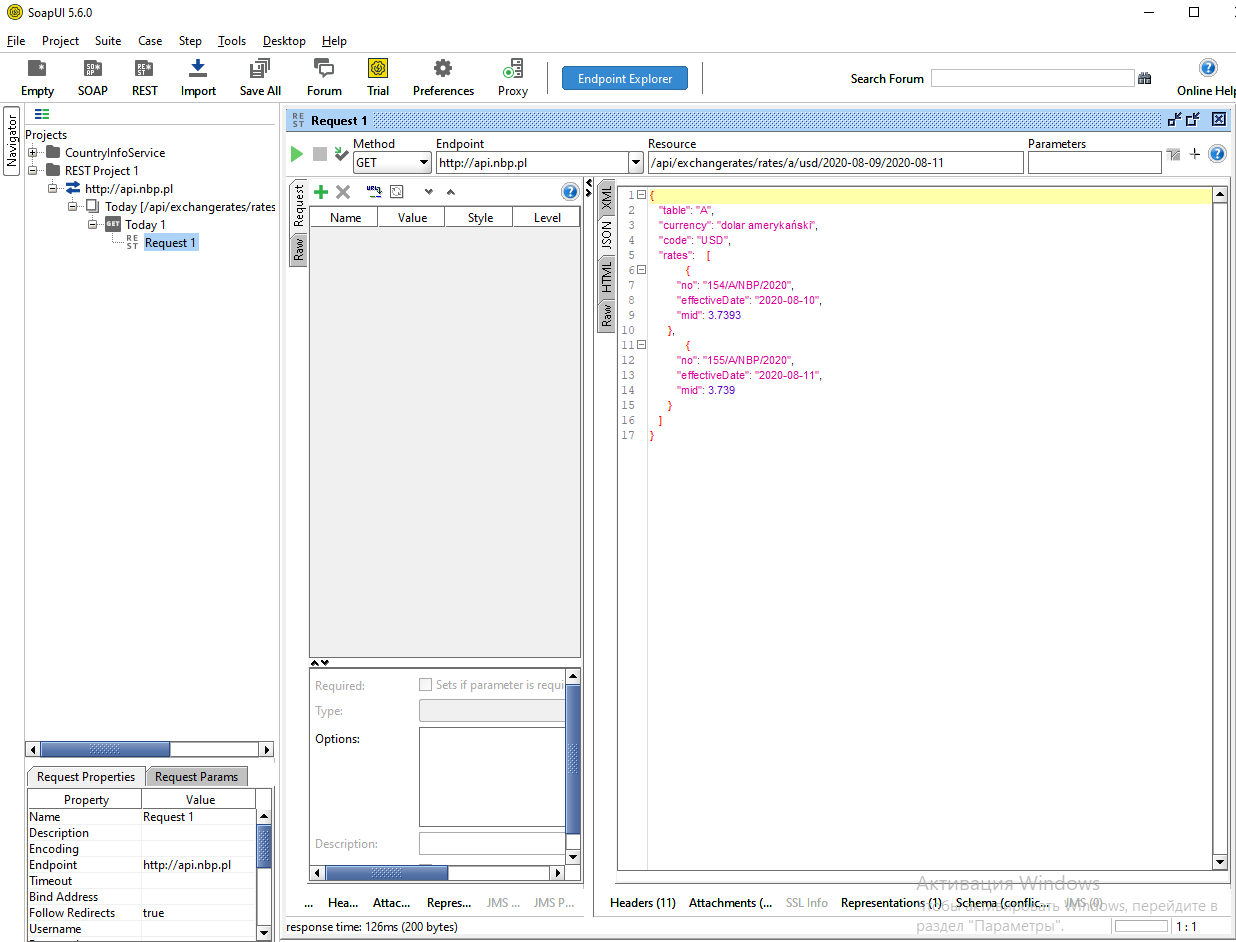 SoapUI 5.6.0
File Project Suite Case Step Tools Desktop Help
Empty SOAP REST Import Save All Forum Trial Preferences Proxy Endpoint Explorer Search Forum Online Help
Navigator
Projects
CountryInfoService
REST Project 1
http://api.nbp.pl
Today [/api/exchangerates/rates
GET Today 1
REST Request 1
Request Properties Request Params
Property Value
Name Request 1
Description
Encoding
Endpoint http://api.nbp.pl
Timeout
Bind Address
Follow Redirects true
Username
REST Request 1
Method Endpoint Resource Parameters
GET http://api.nbp.pl /api/exchangerates/rates/a/usd/2020-08-09/2020-08-11
Request
Raw
Name Value Style Level
Required: Sets if parameter is requi
Type:
Options:
Description:
... Hea... Attac... Repres... JMS ... JMS P...
XML
JSON
HTML
Raw
1 {
2 "table": "A",
3 "currency": "dolar amerykański",
4 "code": "USD",
5 "rates": [
6 {
7 "no": "154/A/NBP/2020",
8 "effectiveDate": "2020-08-10",
9 "mid": 3.7393
10 },
11 {
12 "no": "155/A/NBP/2020",
13 "effectiveDate": "2020-08-11",
14 "mid": 3.739
15 }
16 ]
17 }
Headers (11) Attachments (... SSL Info Representations (1) Schema (conflic... JMS (0)
Активация Windows
Чтобы активировать Windows, перейдите в
раздел "Параметры".
response time: 126ms (200 bytes) 1 : 1